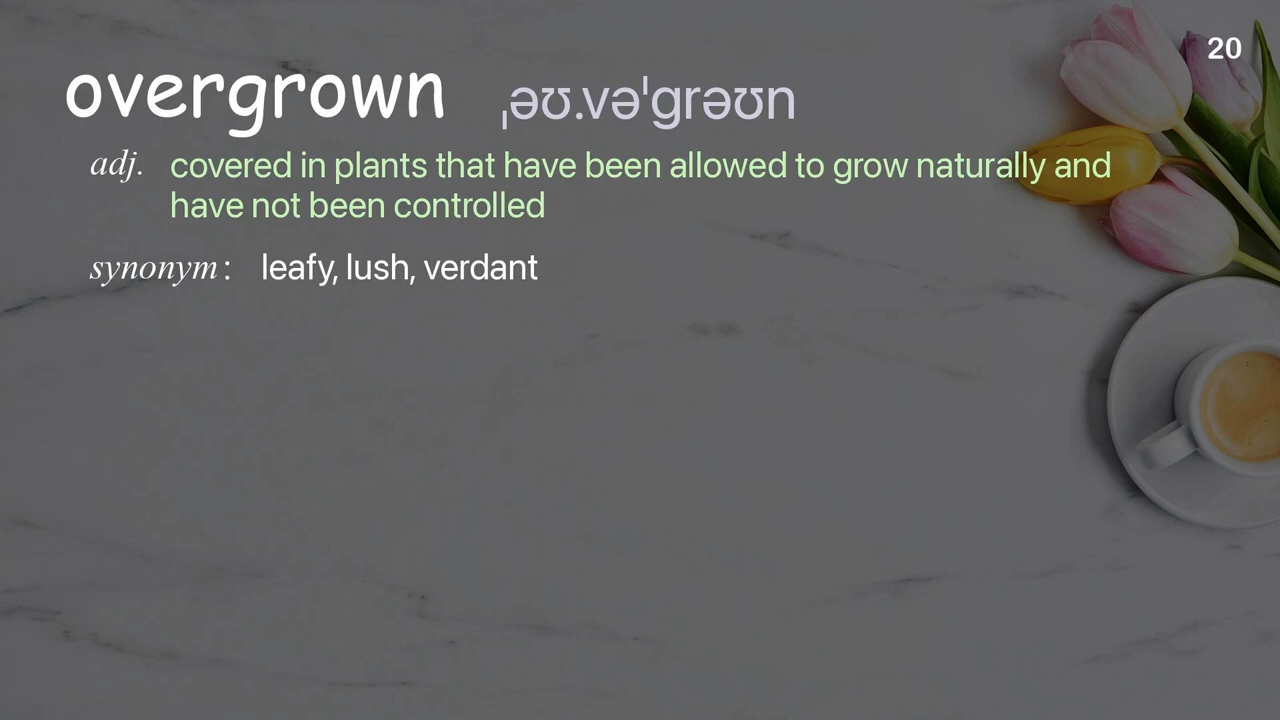 20
overgrown ˌəʊ.vəˈgrəʊn
adj. covered in plants that have been allowed to grow naturally and
have not been controlled
synonym: leafy, lush, verdant